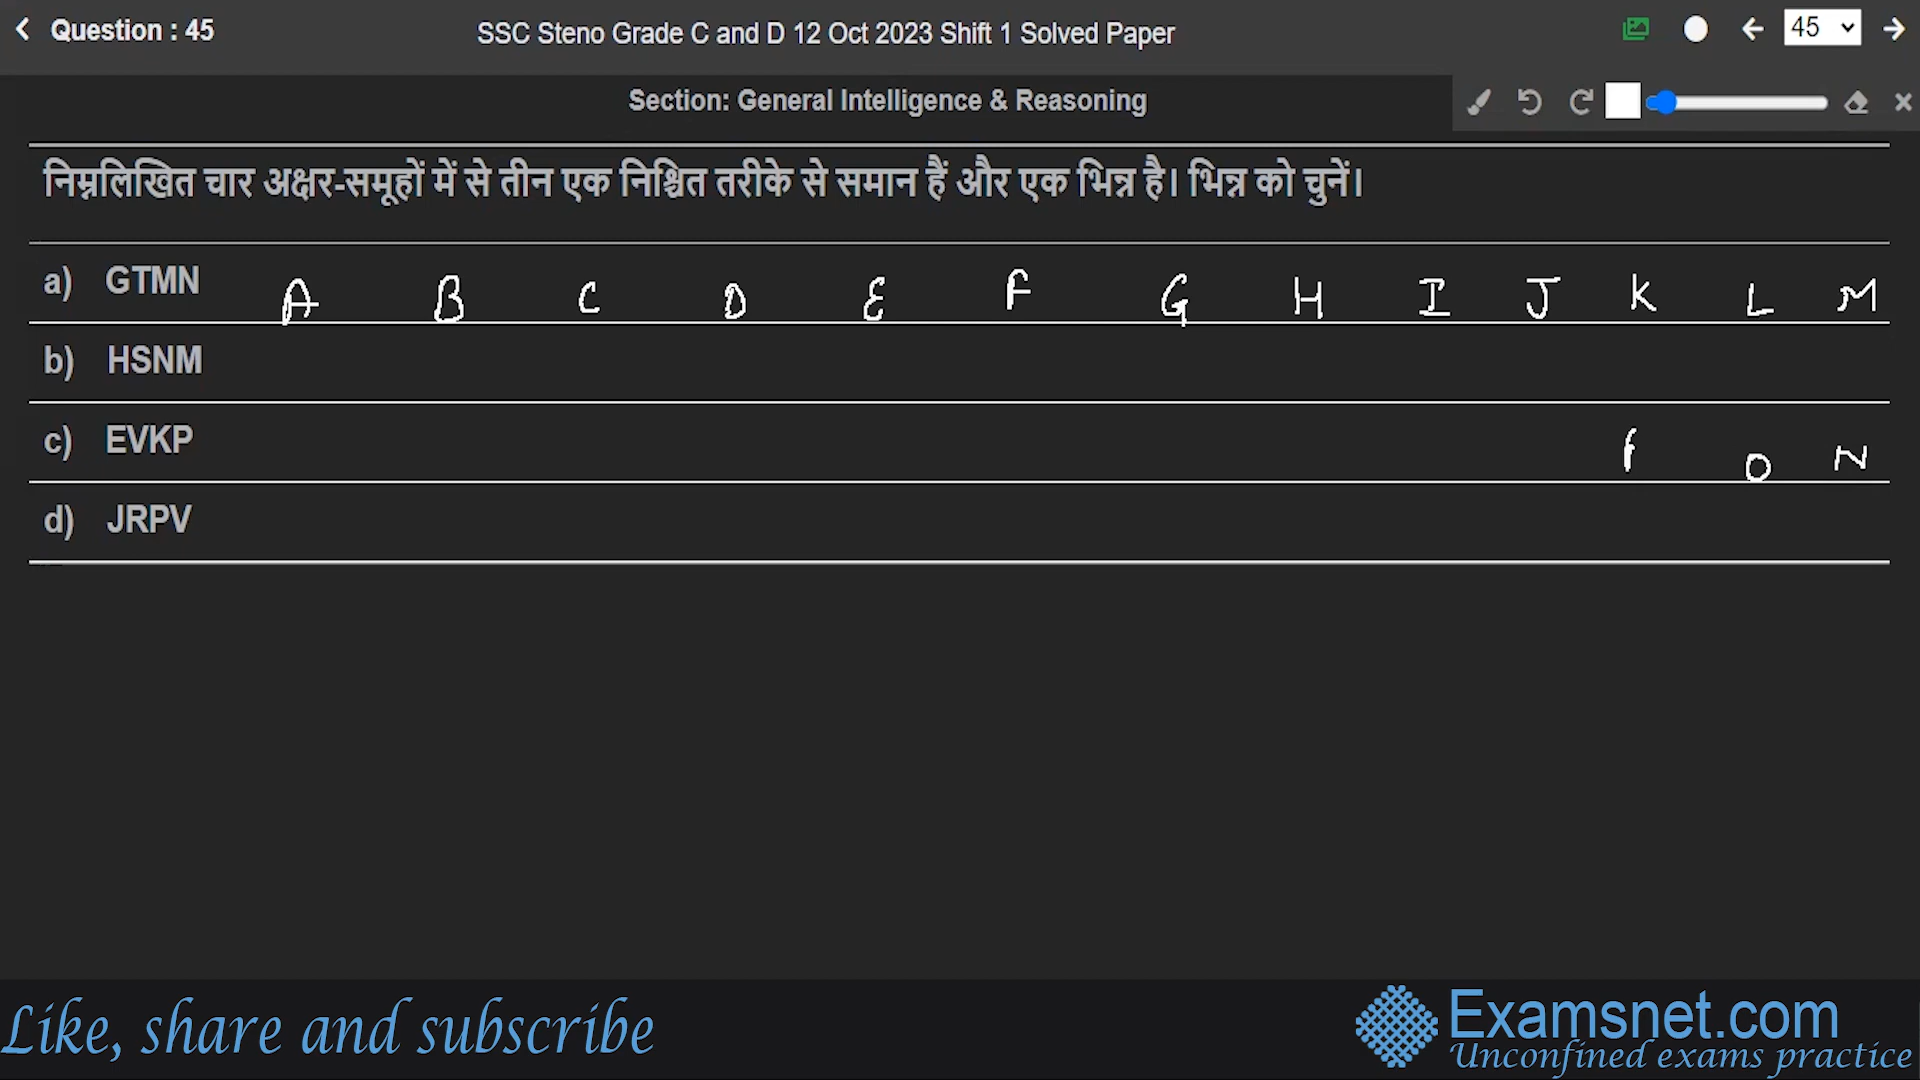 Question : 45
SSC Steno Grade C and D 12 Oct 2023 Shift 1 Solved Paper
45
Section: General Intelligence & Reasoning
निम्नलिखित चार अक्षर-समूहों में से तीन एक निश्चित तरीके से समान हैं और एक भिन्न है। भिन्न को चुनें।
a) GTMN
A B C D E F G H I J K L M
b) HSNM
c) EVKP
O N
d) JRPV
Like, share and subscribe
Examsnet.com
Unconfined exams practice